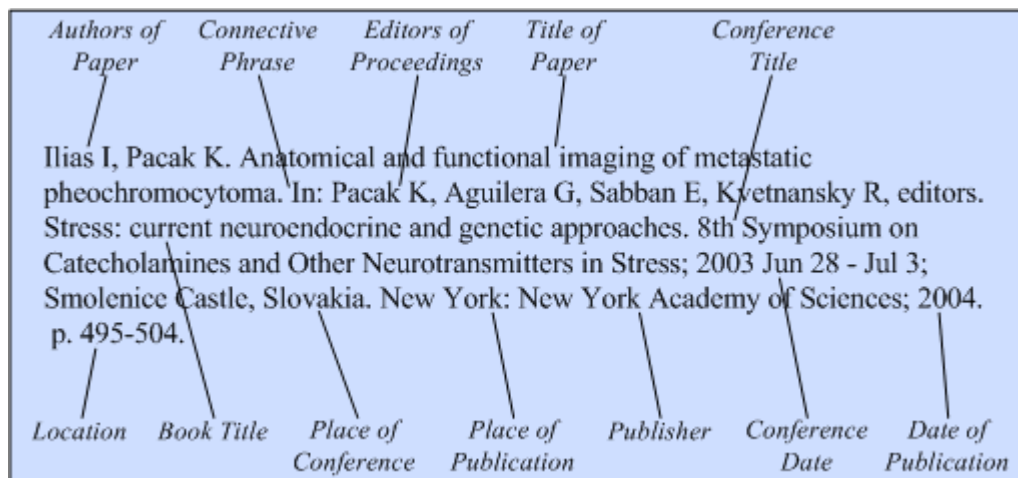 Authors of Connective Editors of Title of Conference
Paper Phrase Proceedings Paper Title
Ilias I, Pacak K. Anatomical and functional imaging of metastatic
pheochromocytoma. In: Pacak K, Aguilera G, Sabban E, Kvetnansky R, editors.
Stress: current neuroendocrine and genetic approaches. 8th Symposium on
Catecholamines and Other Neurotransmitters in Stress; 2003 Jun 28 - Jul 3;
Smolenice Castle, Slovakia. New York: New York Academy of Sciences; 2004.
p. 495-504.
Location Book Title Place of Place of Publisher Conference Date of
Conference Publication Date Publication